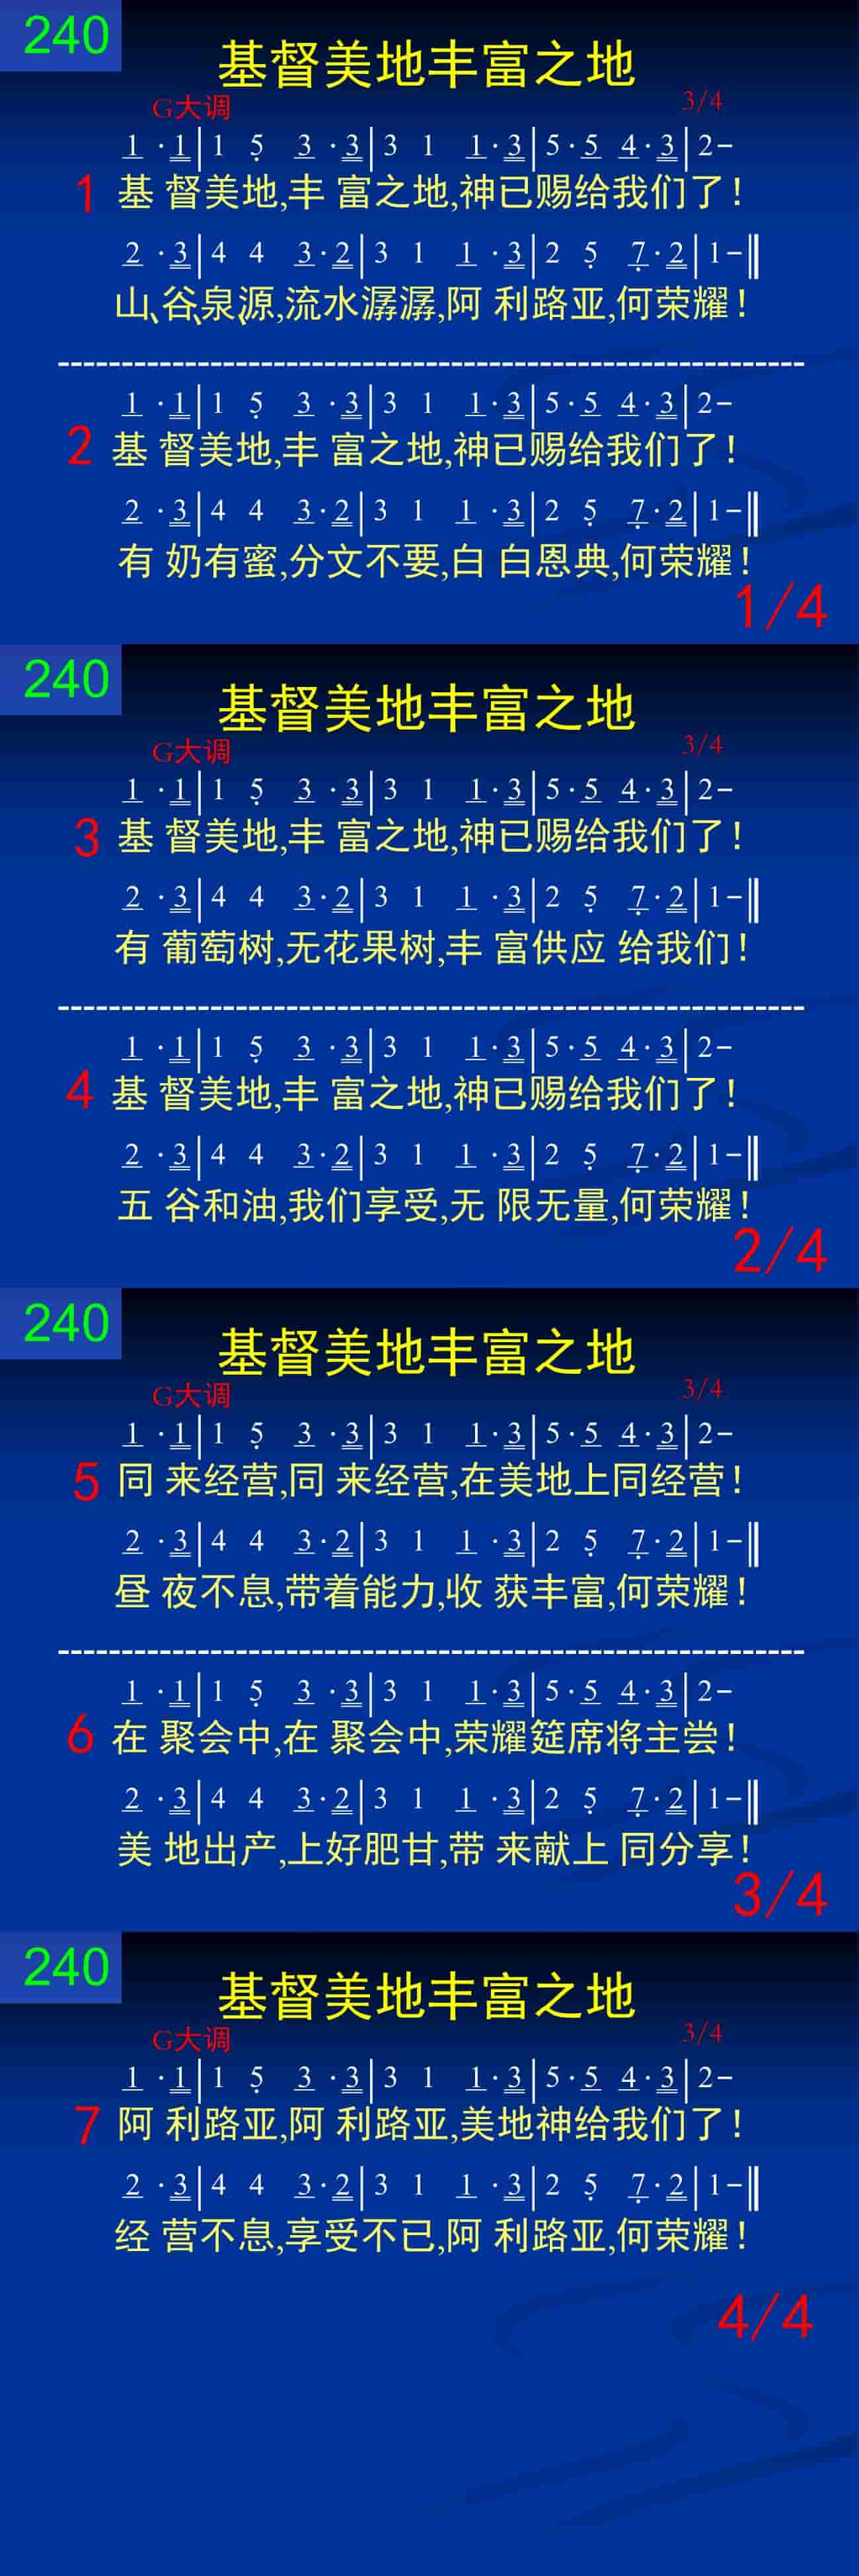 240
基督美地丰富之地
G大调 3/4
1 ·1|1 5 3 ·3|3 1 1·3|5·5 4·3|2-
1 基 督美地,丰 富之地,神已赐给我们了!
2 ·3|4 4 3·2|3 1 1 ·3|2 5 7·2|1-‖
山、谷、泉、源,流水潺潺,阿 利路亚,何荣耀!
1 ·1|1 5 3 ·3|3 1 1·3|5·5 4·3|2-
2 基 督美地,丰 富之地,神已赐给我们了!
2 ·3|4 4 3·2|3 1 1 ·3|2 5 7·2|1-‖
有 奶有蜜,分文不要,白 白恩典,何荣耀!
1/4
240
基督美地丰富之地
G大调 3/4
1 ·1|1 5 3 ·3|3 1 1·3|5·5 4·3|2-
3 基 督美地,丰 富之地,神已赐给我们了!
2 ·3|4 4 3·2|3 1 1 ·3|2 5 7·2|1-‖
有 葡萄树,无花果树,丰 富供应 给我们!
1 ·1|1 5 3 ·3|3 1 1·3|5·5 4·3|2-
4 基 督美地,丰 富之地,神已赐给我们了!
2 ·3|4 4 3·2|3 1 1 ·3|2 5 7·2|1-‖
五 谷和油,我们享受,无 限无量,何荣耀!
2/4
240
基督美地丰富之地
G大调 3/4
1 ·1|1 5 3 ·3|3 1 1·3|5·5 4·3|2-
5 同 来经营,同 来经营,在美地上同经营!
2 ·3|4 4 3·2|3 1 1 ·3|2 5 7·2|1-‖
昼 夜不息,带着能力,收 获丰富,何荣耀!
1 ·1|1 5 3 ·3|3 1 1·3|5·5 4·3|2-
6 在 聚会中,在 聚会中,荣耀筵席将主尝!
2 ·3|4 4 3·2|3 1 1 ·3|2 5 7·2|1-‖
美 地出产,上好肥甘,带 来献上 同分享!
3/4
240
基督美地丰富之地
G大调 3/4
1 ·1|1 5 3 ·3|3 1 1·3|5·5 4·3|2-
7 阿 利路亚,阿 利路亚,美地神给我们了!
2 ·3|4 4 3·2|3 1 1 ·3|2 5 7·2|1-‖
经 营不息,享受不已,阿 利路亚,何荣耀!
4/4